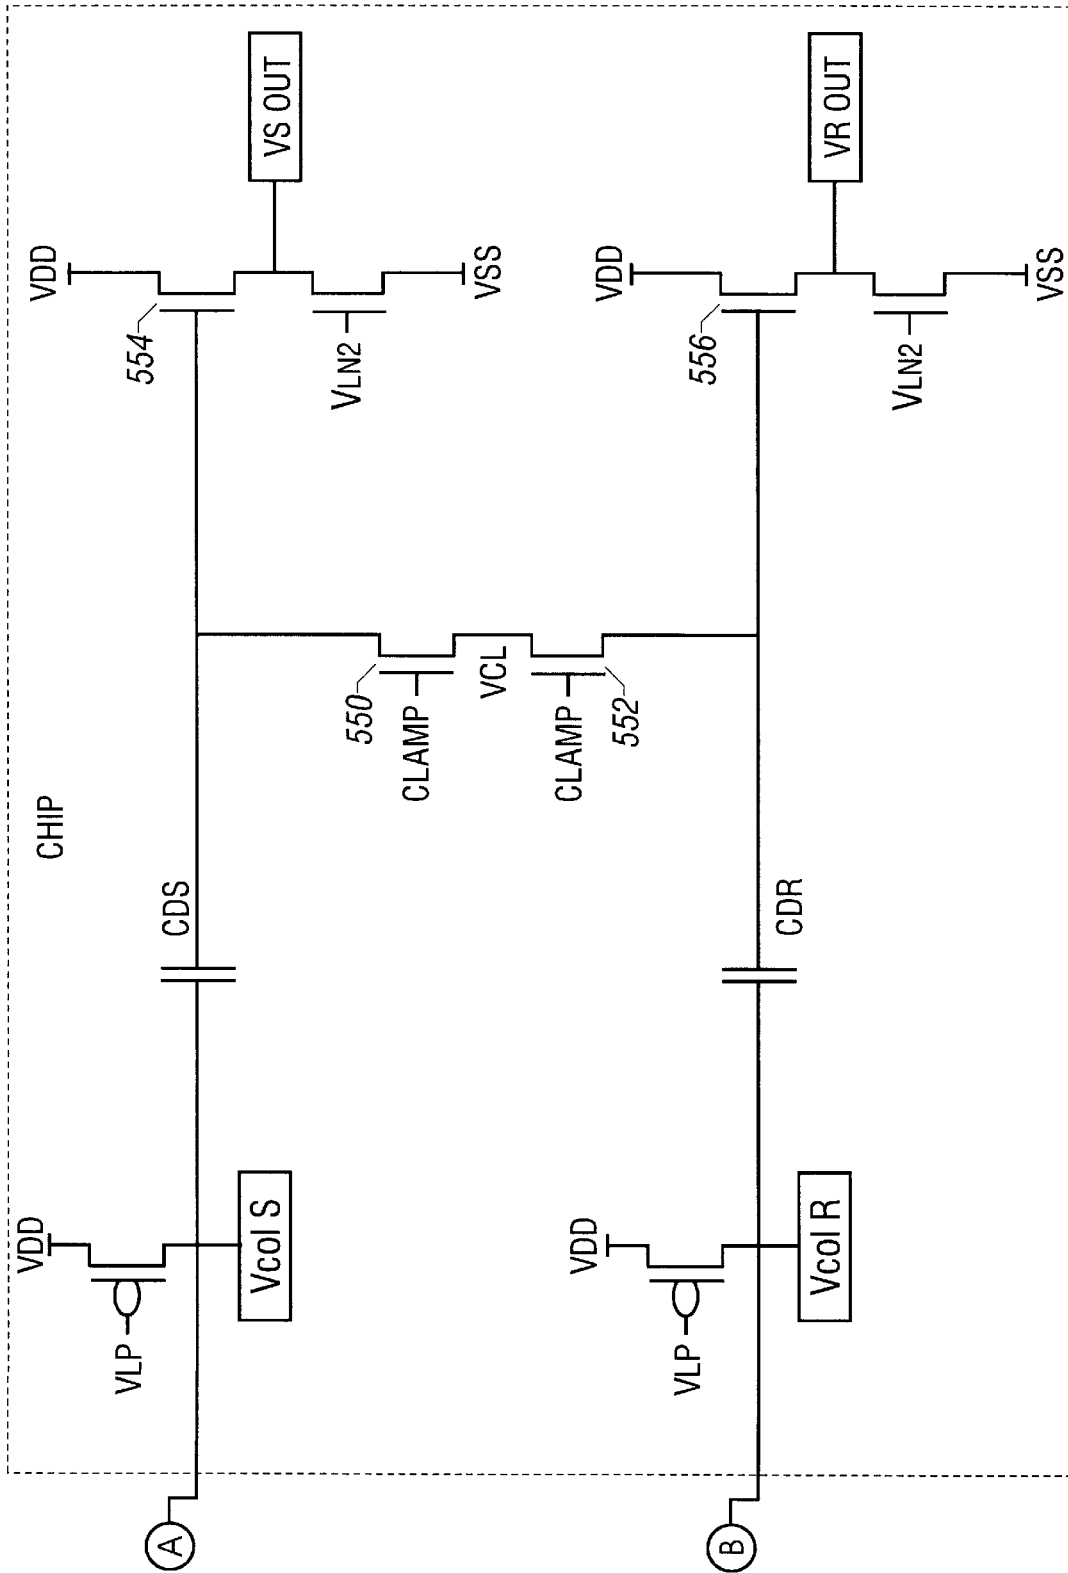 CHIP
A
VDD
VLP
Vcol S
CDS
550
CLAMP
VCL
CLAMP
552
VDD
554
VLN2
VSS
VS OUT
B
VDD
VLP
Vcol R
CDR
VDD
556
VLN2
VSS
VR OUT